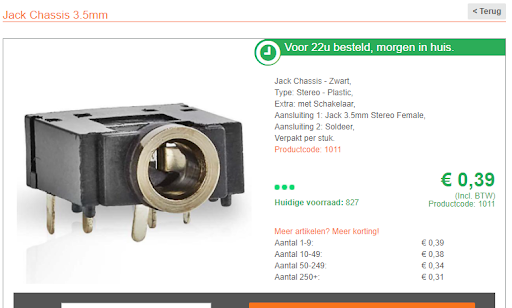 Jack Chassis 3.5mm
< Terug
Voor 22u besteld, morgen in huis.
Jack Chassis - Zwart,
Type: Stereo - Plastic,
Extra: met Schakelaar,
Aansluiting 1: Jack 3.5mm Stereo Female,
Aansluiting 2: Soldeer,
Verpakt per stuk.
Productcode: 1011
€ 0,39
(Incl. BTW)
Huidige voorraad: 827
Productcode: 1011
Meer artikelen? Meer korting!
Aantal 1-9: € 0,39
Aantal 10-49: € 0,38
Aantal 50-249: € 0,34
Aantal 250+: € 0,31